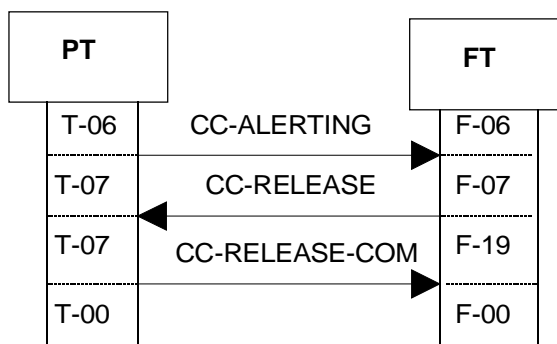 PT FT
T-06 CC-ALERTING F-06
T-07 CC-RELEASE F-07
T-07 CC-RELEASE-COM F-19
T-00 F-00